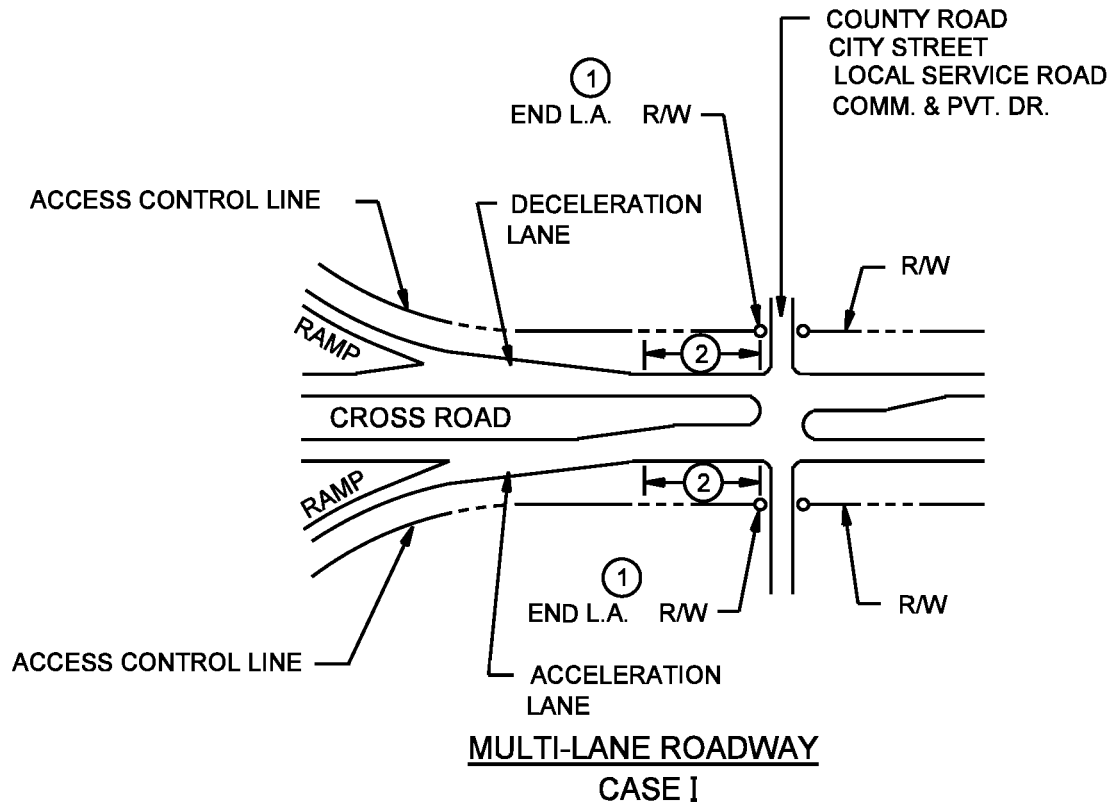 COUNTY ROAD
CITY STREET
LOCAL SERVICE ROAD
COMM. & PVT. DR.
1
END L.A. R/W
ACCESS CONTROL LINE
DECELERATION
LANE
R/W
RAMP
2
CROSS ROAD
RAMP
2
1
END L.A. R/W
R/W
ACCESS CONTROL LINE
ACCELERATION
LANE
MULTI-LANE ROADWAY
CASE I